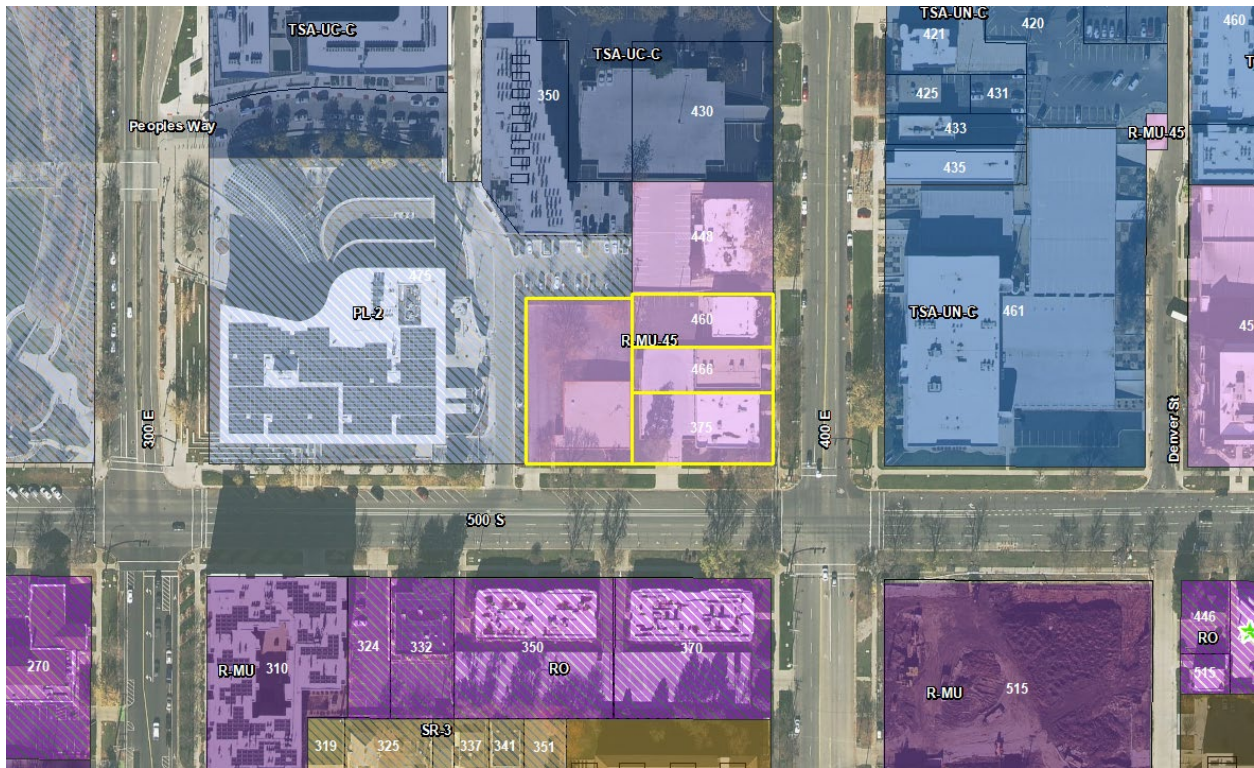 TSA-UC-C
TSA-UC-C
TSA-UN-C
420
460
421
350
430
425
431
Peoples Way
433
R-MU-45
435
448
475
PL-2
460
R-MU-45
TSA-UN-C
461
466
375
300 E
400 E
Denver St
500 S
446
324
332
350
370
RO
RO
270
R-MU
310
515
R-MU
515
SR-3
319
325
337
341
351